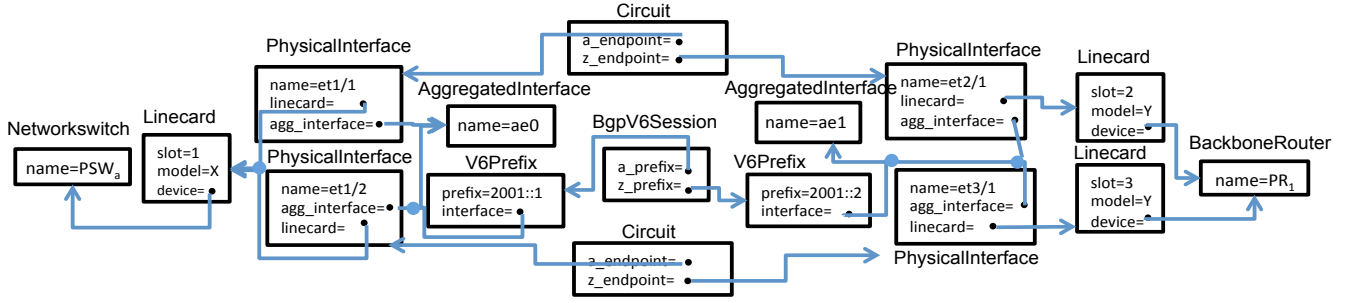 Circuit
a_endpoint=
z_endpoint=
PhysicalInterface
name=et1/1
linecard=
agg_interface=
PhysicalInterface
name=et2/1
linecard=
agg_interface=
Linecard
slot=2
model=Y
device=
AggregatedInterface
name=ae0
AggregatedInterface
name=ae1
Networkswitch
name=PSWa
Linecard
slot=1
model=X
device=
BgpV6Session
a_prefix=
z_prefix=
PhysicalInterface
name=et1/2
agg_interface=
linecard=
V6Prefix
prefix=2001::1
interface=
V6Prefix
prefix=2001::2
interface=
name=et3/1
agg_interface=
linecard=
PhysicalInterface
Linecard
slot=3
model=Y
device=
BackboneRouter
name=PR1
Circuit
a_endpoint=
z_endpoint=